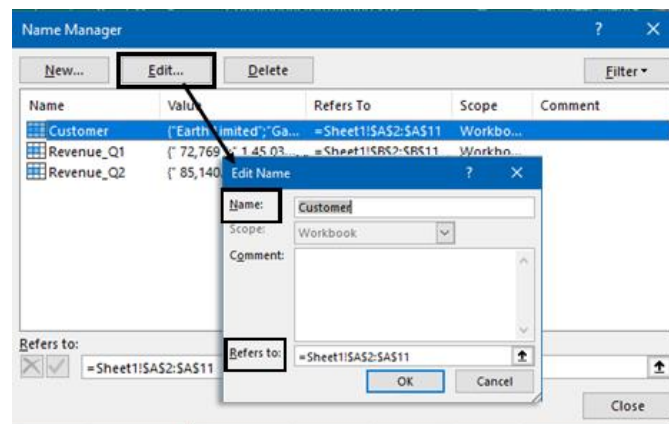 Name Manager ? ×
New... Edit... Delete Filter
Name Value Refers To Scope Comment
Customer {"Earth Limited";"Ga... =Sheet1!$A$2:$A$11 Workbo...
Revenue_Q1 {" 72,769 1,45,03... =Sheet1!$B$2:$B$11 Workbo...
Revenue_Q2 {" 85,140
Edit Name ? ×
Name: Customer
Scope: Workbook
Comment:
Refers to: =Sheet1!$A$2:$A$11
OK Cancel
Refers to:
=Sheet1!$A$2:$A$11
Close